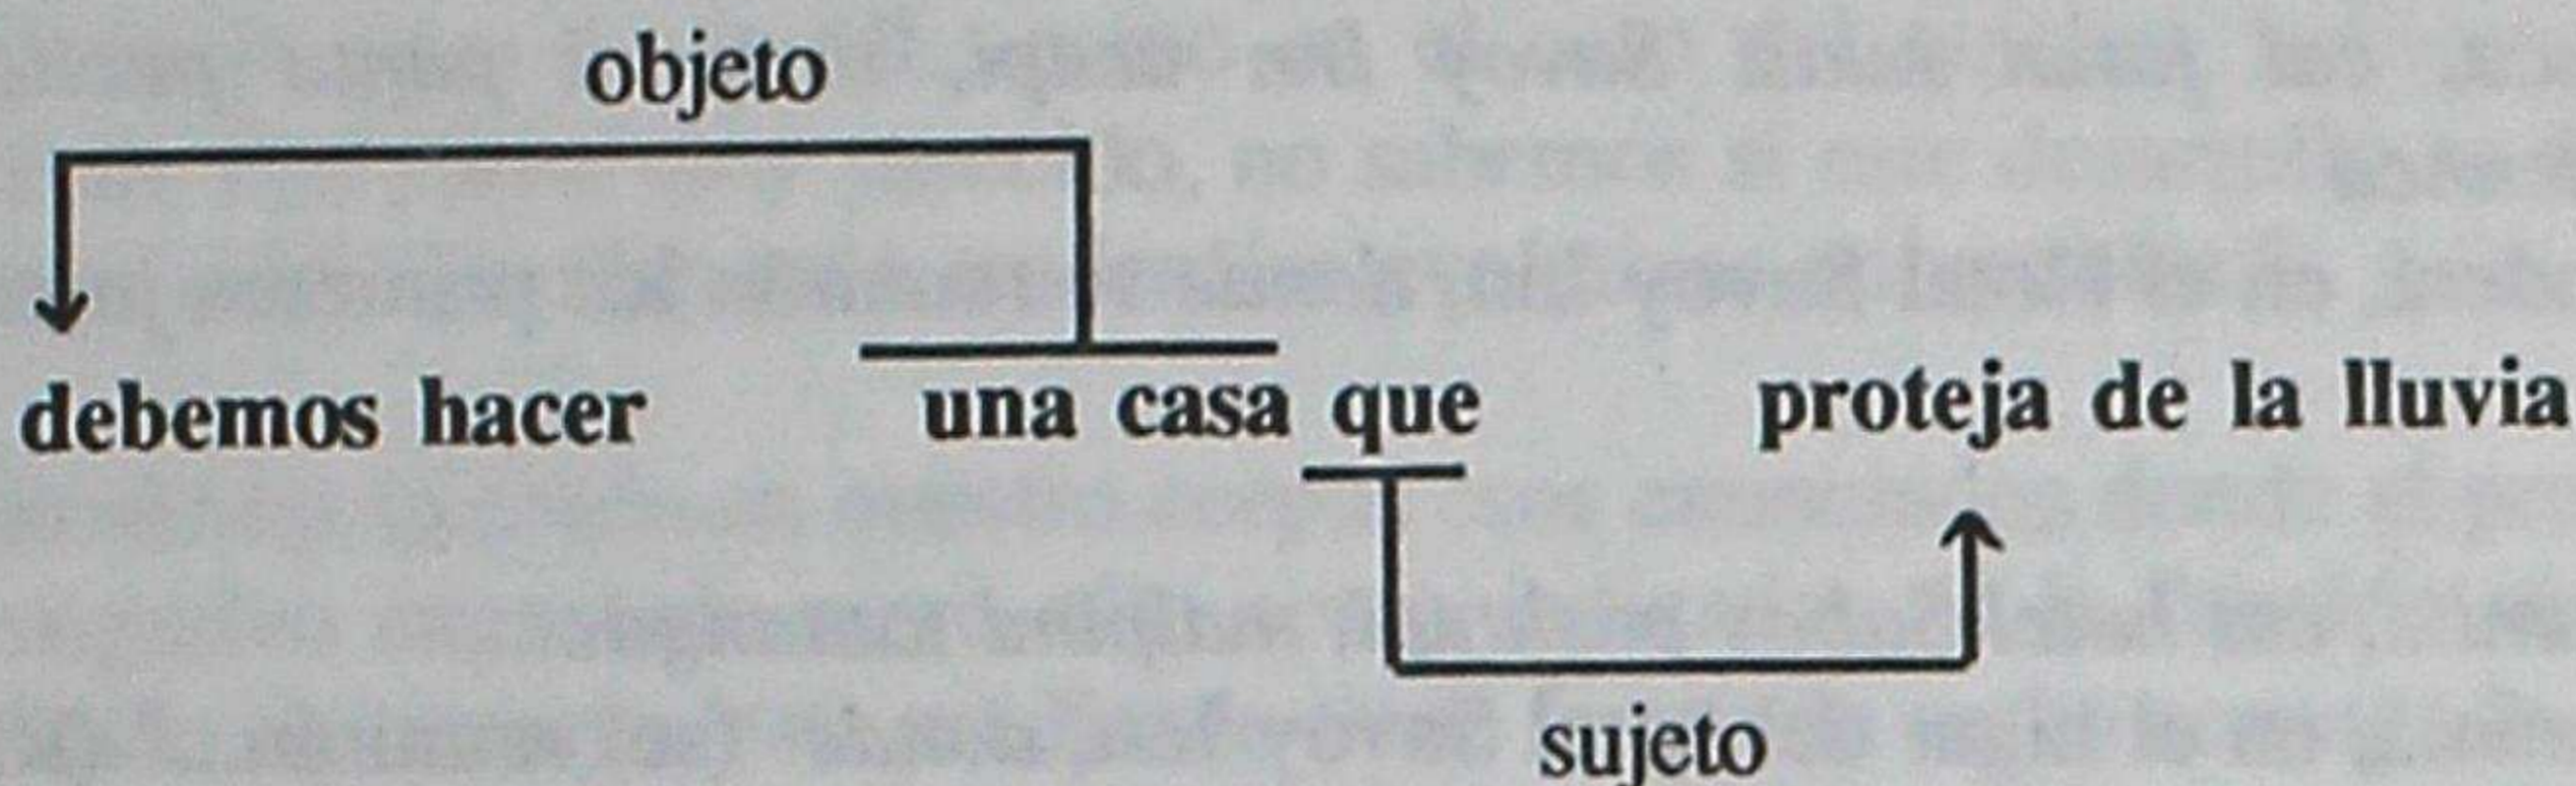 objeto
debemos hacer una casa que proteja de la lluvia
sujeto